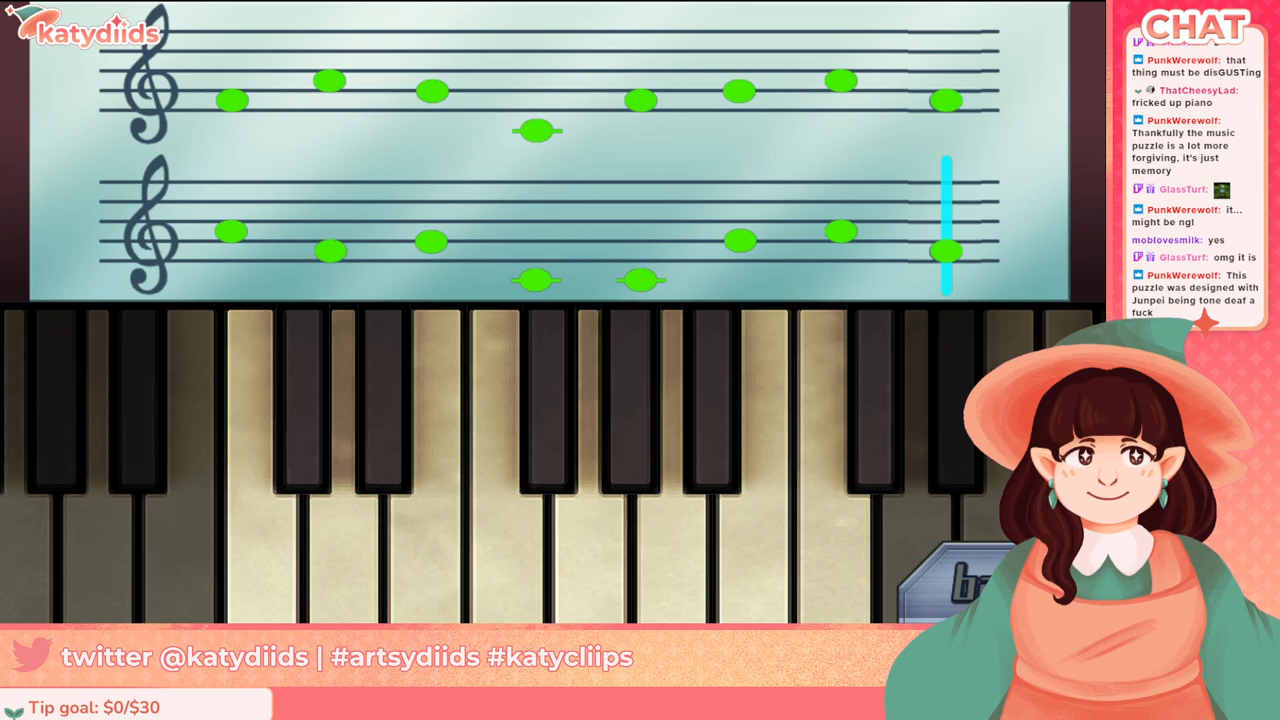 katydiids
CHAT
PunkWerewolf: that
thing must be disGUSTing
ThatCheesyLad:
fricked up piano
PunkWerewolf:
Thankfully the music
puzzle is a lot more
forgiving, it's just
memory
GlassTurf:
PunkWerewolf: it...
might be ngl
moblovesmilk: yes
GlassTurf: omg it is
PunkWerewolf: This
puzzle was designed with
Junpei being tone deaf a
fuck
twitter @katydiids | #artsydiids #katycliips
Tip goal: $0/$30